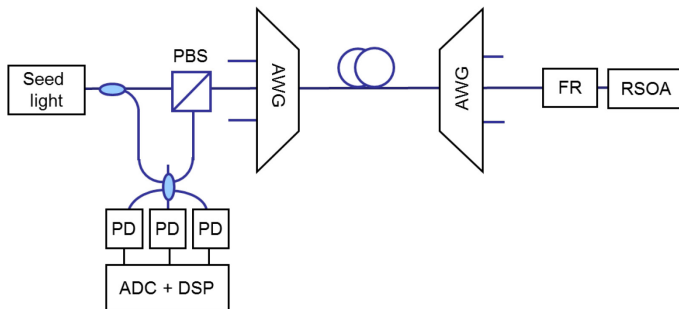 PBS
Seed
light
AWG
AWG
FR
RSOA
PD
PD
PD
ADC + DSP